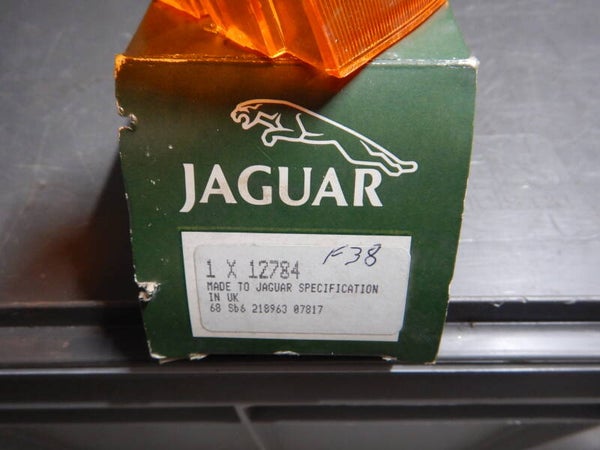 JAGUAR
F38
1 X 12784
MADE TO JAGUAR SPECIFICATION
IN UK
68 Sb6 218963 07817